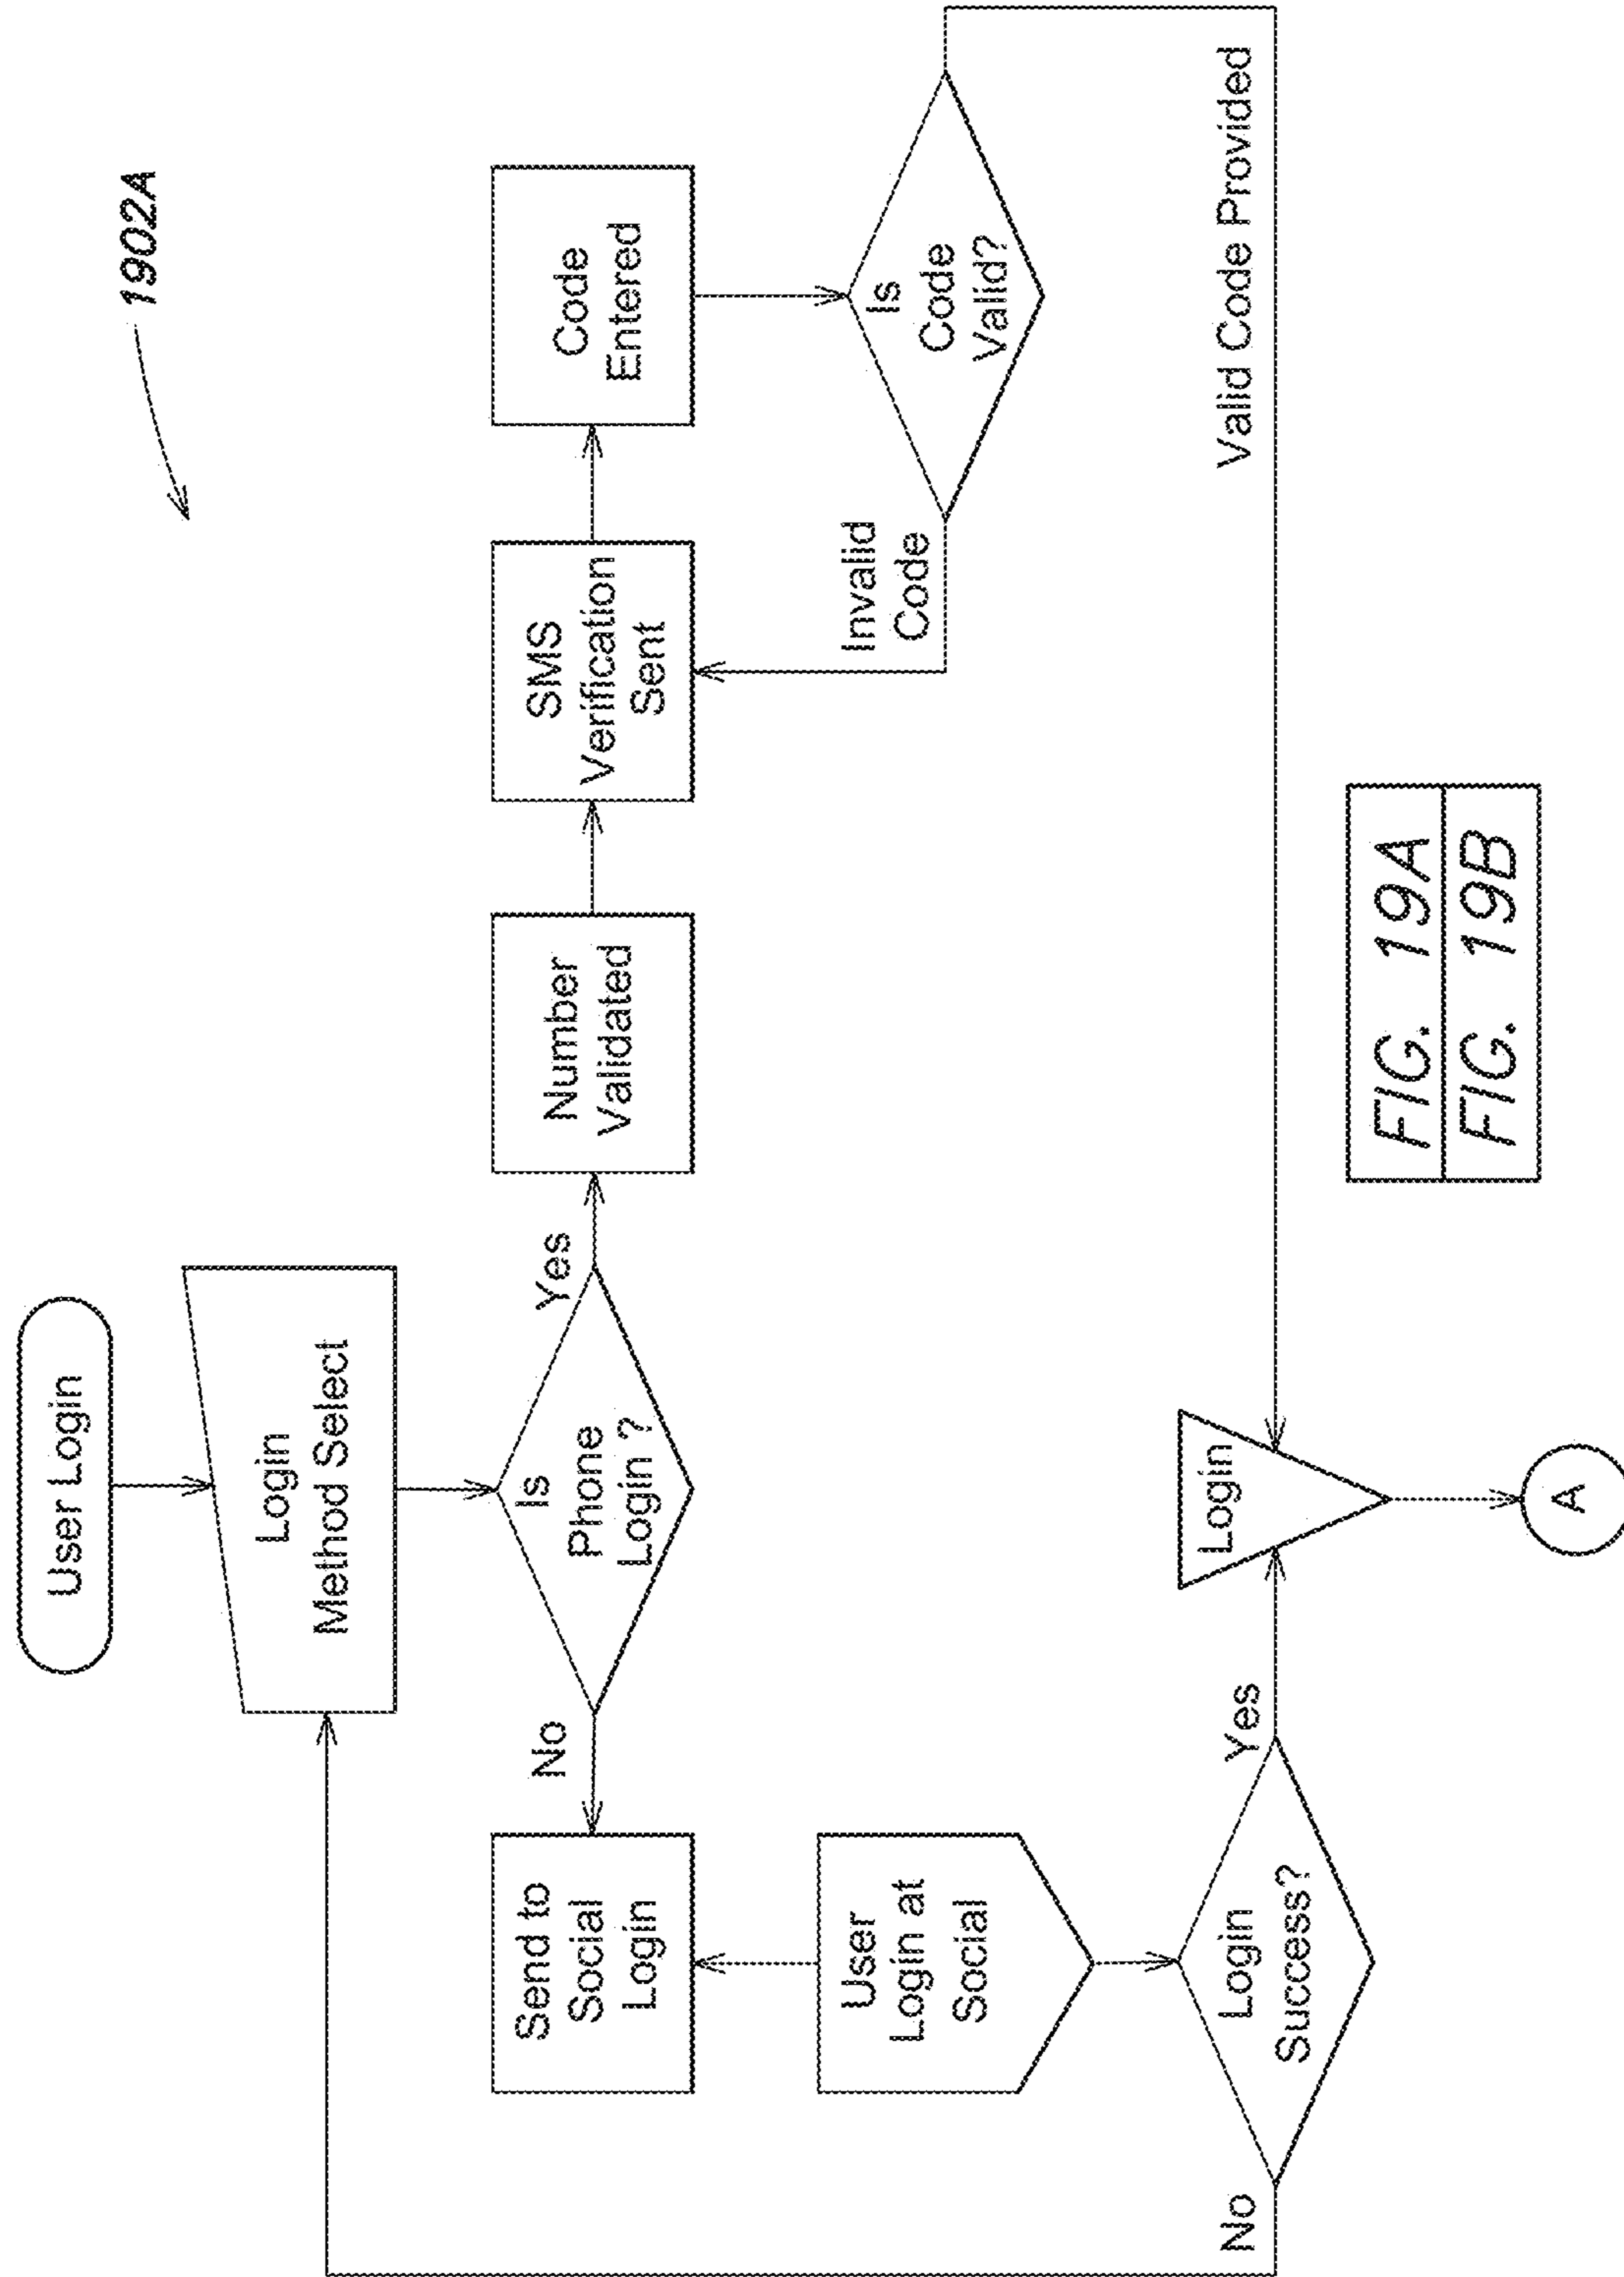 1902A
User Login
Login
Method Select
Is
Phone
Login ?
No
Yes
Send to
Social
Login
Number
Validated
SMS
Verification
Sent
Code
Entered
User
Login at
Social
Invalid
Code
Is
Code
Valid?
Login
Success?
No
Yes
Login
Valid Code Provided
A
FIG. 19A
FIG. 19B